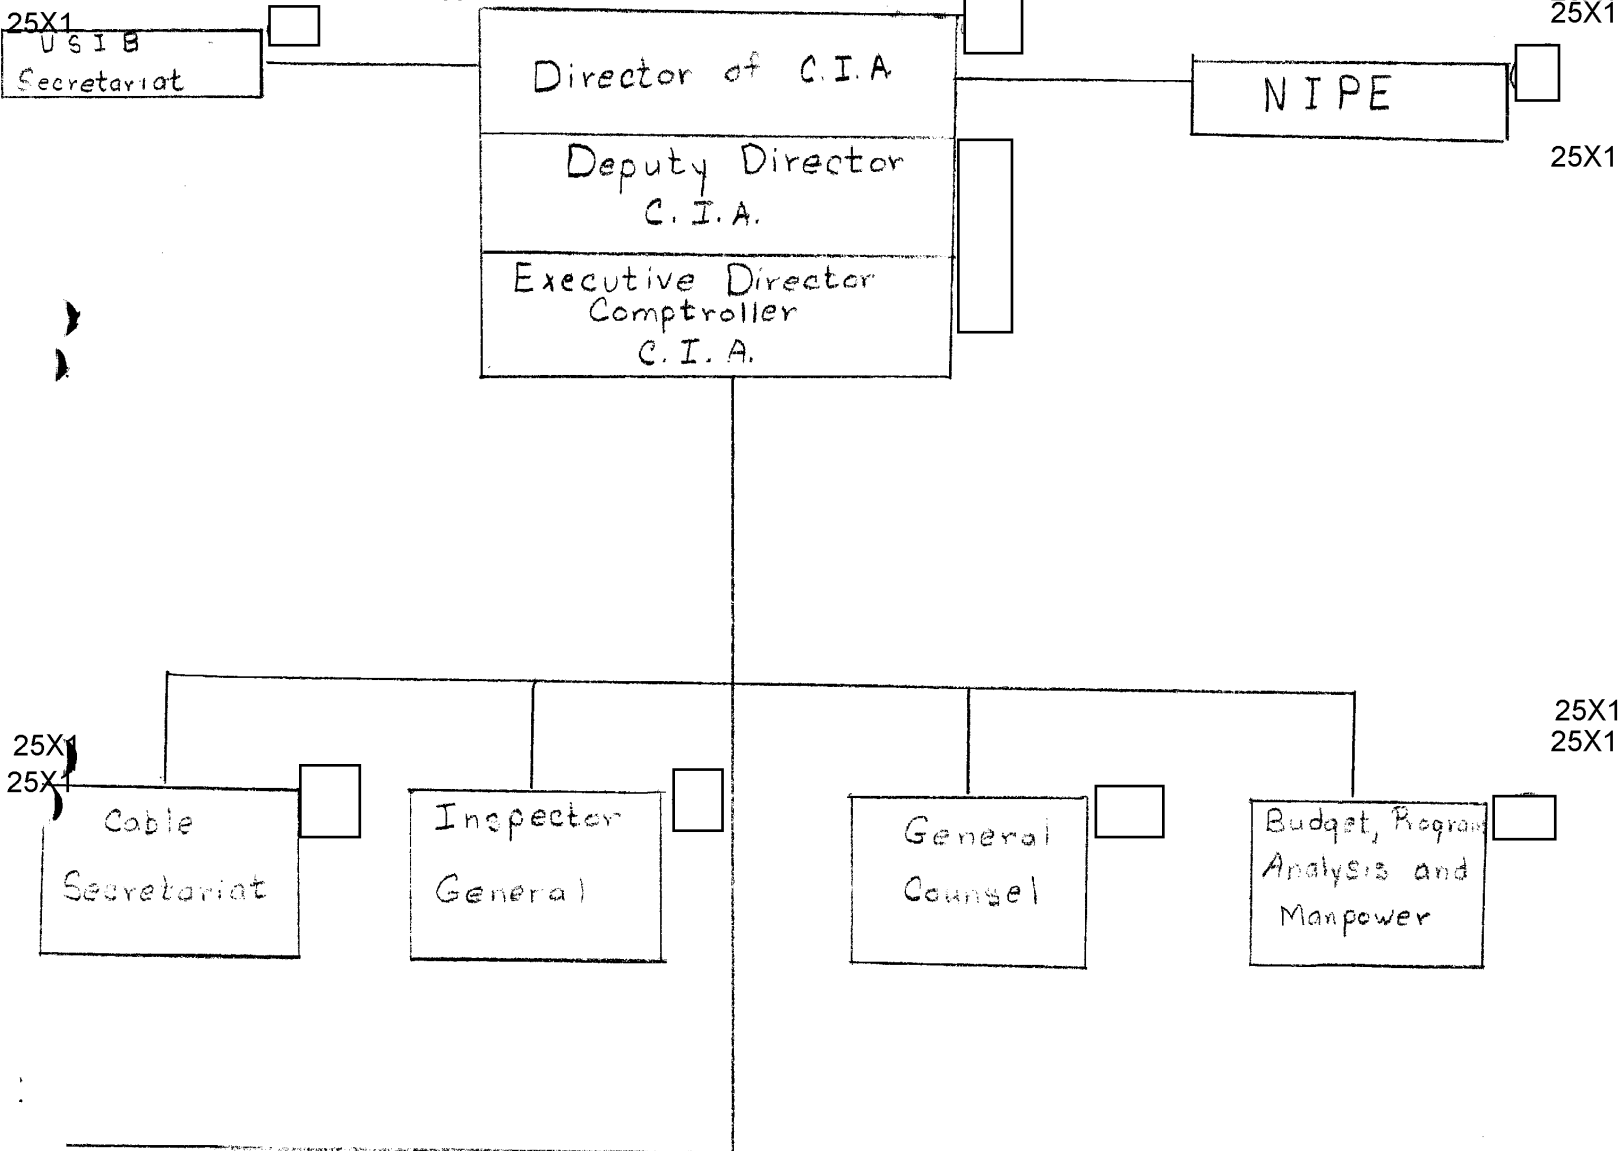 25X1
25X1
U S I B
Secretariat
Director of C.I.A
NIPE
25X1
Deputy Director
C.I.A.
Executive Director
Comptroller
C.I.A.
25X1
25X1
25X1
25X1
Cable
Secretariat
Inspector
General
General
Counsel
Budget, Program
Analysis and
Manpower